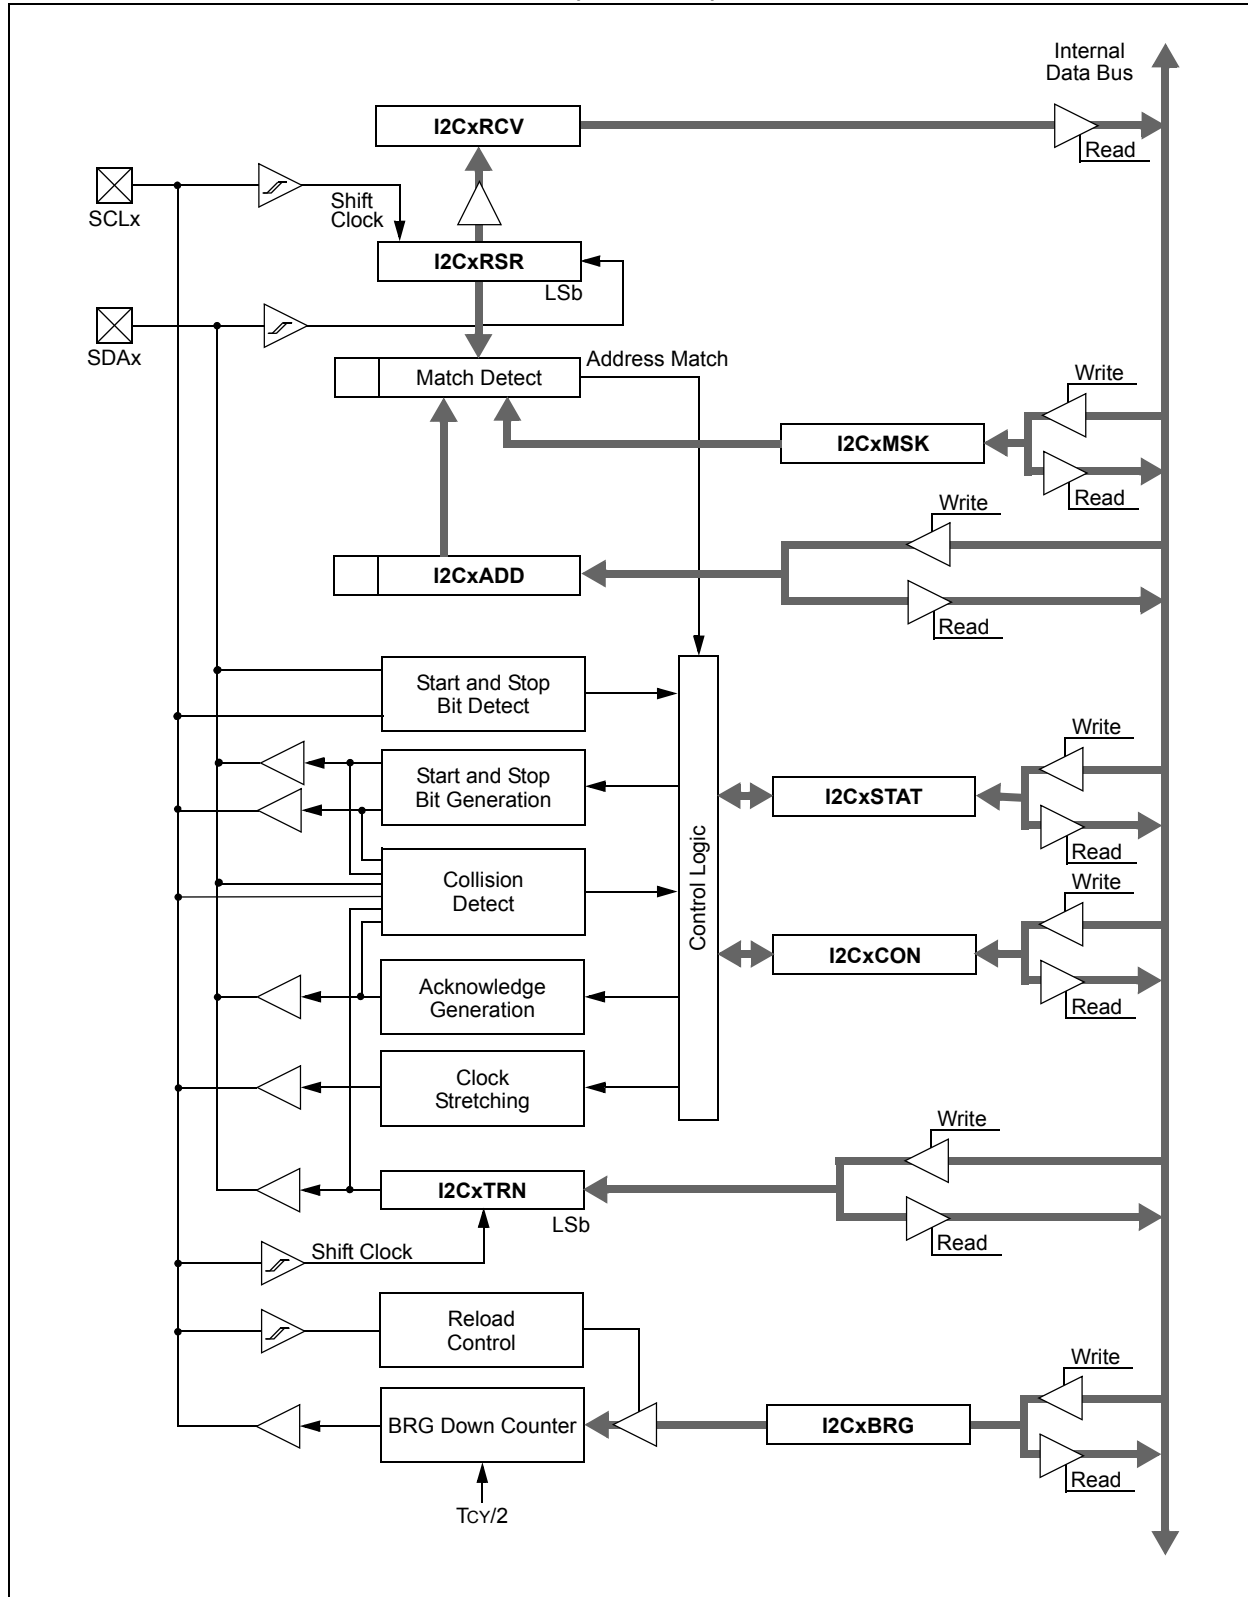 Internal
Data Bus
I2CxRCV
Read
SCLx
Shift
Clock
I2CxRSR
LSb
SDAx
Address Match
Match Detect
Write
I2CxMSK
Read
Write
I2CxADD
Read
Start and Stop
Bit Detect
Write
Start and Stop
Bit Generation
I2CxSTAT
Read
Control Logic
Collision
Detect
Write
I2CxCON
Read
Acknowledge
Generation
Clock
Stretching
Write
I2CxTRN
LSb
Read
Shift Clock
Reload
Control
Write
BRG Down Counter
I2CxBRG
Read
TCY/2